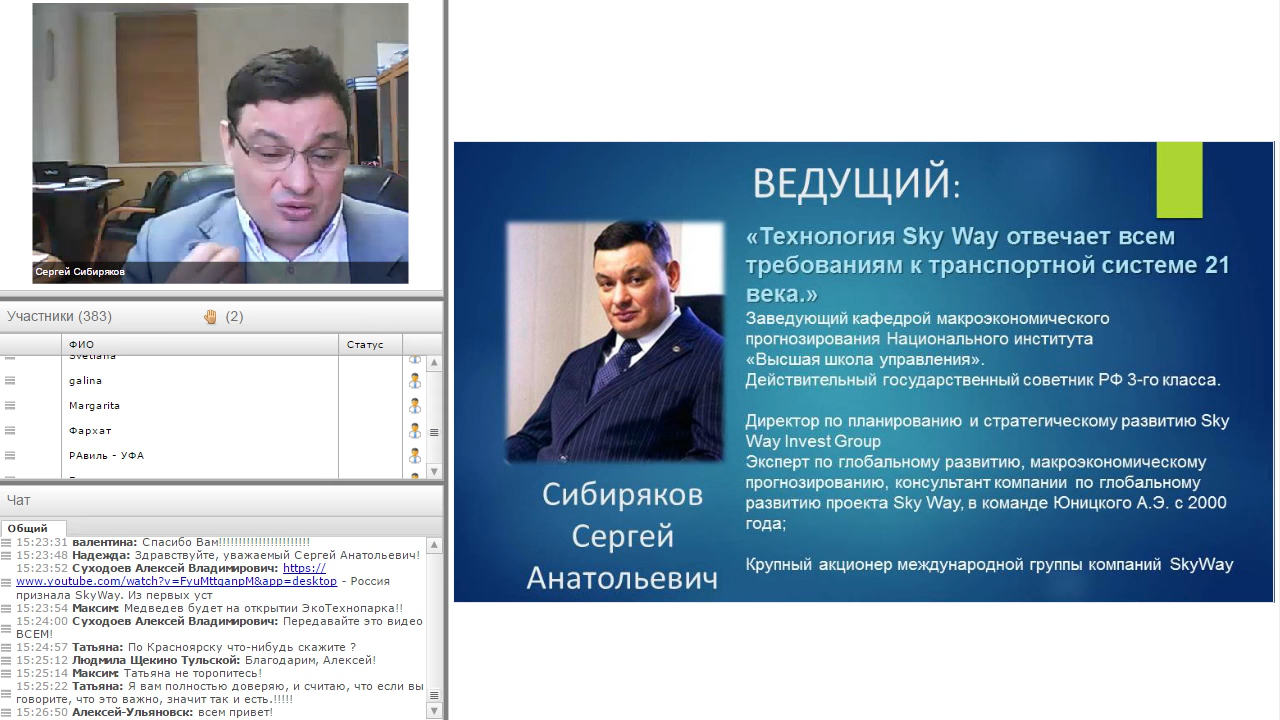 Сергей Сибиряков
Участники (383)
(2)
ФИО
Статус
Svetlana
galina
Margarita
Фархат
РАвиль - УФА
Чат
Общий
15:23:31 валентина: Спасибо Вам!!!!!!!!!!!!!!!!!!!!!!!
15:23:48 Надежда: Здравствуйте, уважаемый Сергей Анатольевич!
15:23:52 Суходоев Алексей Владимирович: https://
www.youtube.com/watch?v=FyuMttqanpM&app=desktop - Россия
признала SkyWay. Из первых уст
15:23:54 Максим: Медведев будет на открытии ЭкоТехнопарка!!
15:24:00 Суходоев Алексей Владимирович: Передавайте это видео
ВСЕМ!
15:24:57 Татьяна: По Красноярску что-нибудь скажите ?
15:25:12 Людмила Щекино Тульской: Благодарим, Алексей!
15:25:14 Максим: Татьяна не торопитесь!
15:25:22 Татьяна: Я вам полностью доверяю, и считаю, что если вы
говорите, что это важно, значит так и есть.!!!!!
15:26:50 Алексей-Ульяновск: всем привет!
ВЕДУЩИЙ:
«Технология Sky Way отвечает всем
требованиям к транспортной системе 21
века.»
Заведующий кафедрой макроэкономического
прогнозирования Национального института
«Высшая школа управления».
Действительный государственный советник РФ 3-го класса.
Директор по планированию и стратегическому развитию Sky
Way Invest Group
Эксперт по глобальному развитию, макроэкономическому
прогнозированию, консультант компании по глобальному
развитию проекта Sky Way, в команде Юницкого А.Э. с 2000
года;
Крупный акционер международной группы компаний SkyWay
Сибиряков
Сергей
Анатольевич